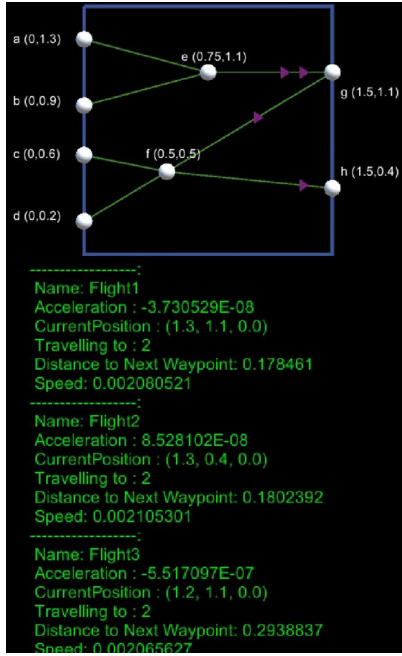 a (0,1.3)
e (0.75,1.1)
b (0,0.9)
g (1.5,1.1)
c (0,0.6)
f (0.5,0.5)
h (1.5,0.4)
d (0,0.2)
------------------:
Name: Flight1
Acceleration : -3.730529E-08
CurrentPosition : (1.3, 1.1, 0.0)
Travelling to : 2
Distance to Next Waypoint: 0.178461
Speed: 0.002080521
------------------:
Name: Flight2
Acceleration : 8.528102E-08
CurrentPosition : (1.3, 0.4, 0.0)
Travelling to : 2
Distance to Next Waypoint: 0.1802392
Speed: 0.002105301
------------------:
Name: Flight3
Acceleration : -5.517097E-07
CurrentPosition : (1.2, 1.1, 0.0)
Travelling to : 2
Distance to Next Waypoint: 0.2938837
Speed: 0.002065627